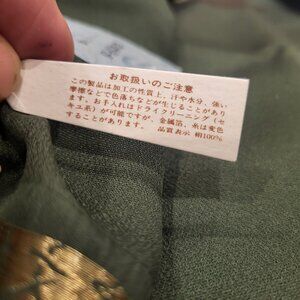 お取扱いのご注意
この製品は加工の性質上、汗や水分、強い
摩擦などで色落ちなどが生じることがあり
ます。お手入れはドライクリーニング（セ
キユ系）が可能ですが、金属箔、糸は変色
することがあります。
品質表示 絹100%